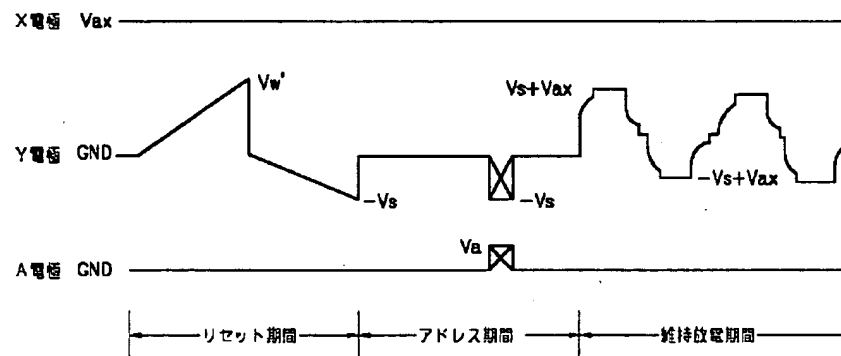 X電極 Vax
Vw'
Vs+Vax
Y電極 GND
-Vs
-Vs
-Vs+Vax
Va
A電極 GND
リセット期間
アドレス期間
維持放電期間